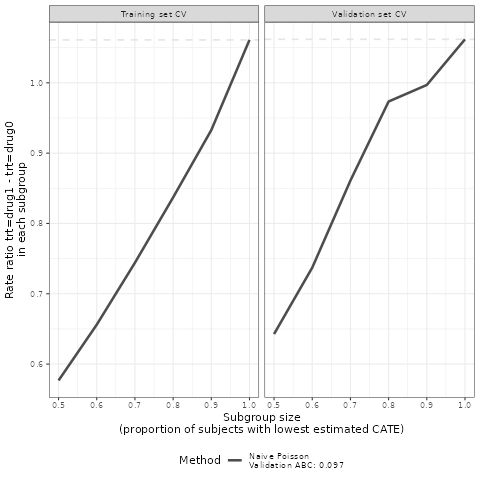 Training set CV
Validation set CV
Rate ratio trt=drug1 - trt=drug0
in each subgroup
1.0
0.9
0.8
0.7
0.6
0.5 0.6 0.7 0.8 0.9 1.0
0.5 0.6 0.7 0.8 0.9 1.0
Subgroup size
(proportion of subjects with lowest estimated CATE)
Method
Naive Poisson
Validation ABC: 0.097